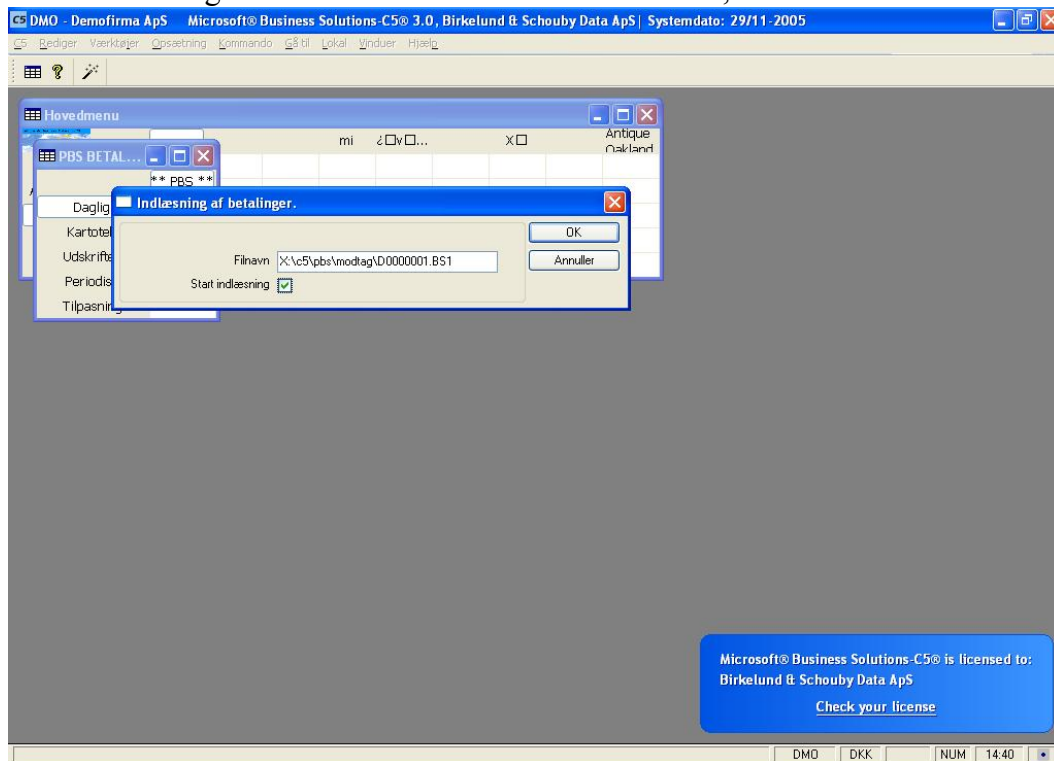 DMO - Demofirma ApS Microsoft® Business Solutions-C5® 3.0, Birkelund & Schouby Data ApS| Systemdato: 29/11-2005
C5 Rediger Værktøjer Opsætning Kommando Gå til Lokal Vinduer Hjælp
Hovedmenu
mi ¿□v□... X□ Antique
Oakland
PBS BETAL...
** PBS **
Daglig
Kartotek
Udskrifte
Periodis
Tilpasning
Indlæsning af betalinger.
Filnavn X:\c5\pbs\modtag\D0000001.BS1
Start indlæsning
OK
Annuller
Microsoft® Business Solutions-C5® is licensed to:
Birkelund & Schouby Data ApS
Check your license
DMO DKK NUM 14:40